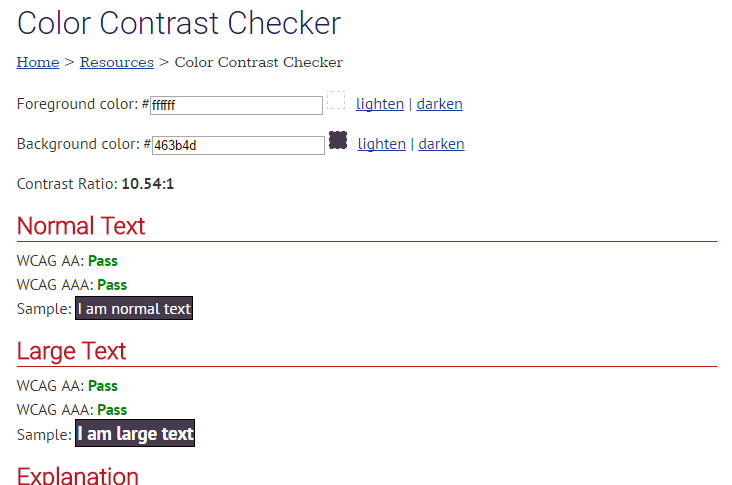 Color Contrast Checker
Home > Resources > Color Contrast Checker
Foreground color: #ffffff lighten | darken
Background color: #463b4d lighten | darken
Contrast Ratio: 10.54:1
Normal Text
WCAG AA: Pass
WCAG AAA: Pass
Sample: I am normal text
Large Text
WCAG AA: Pass
WCAG AAA: Pass
Sample: I am large text
Explanation